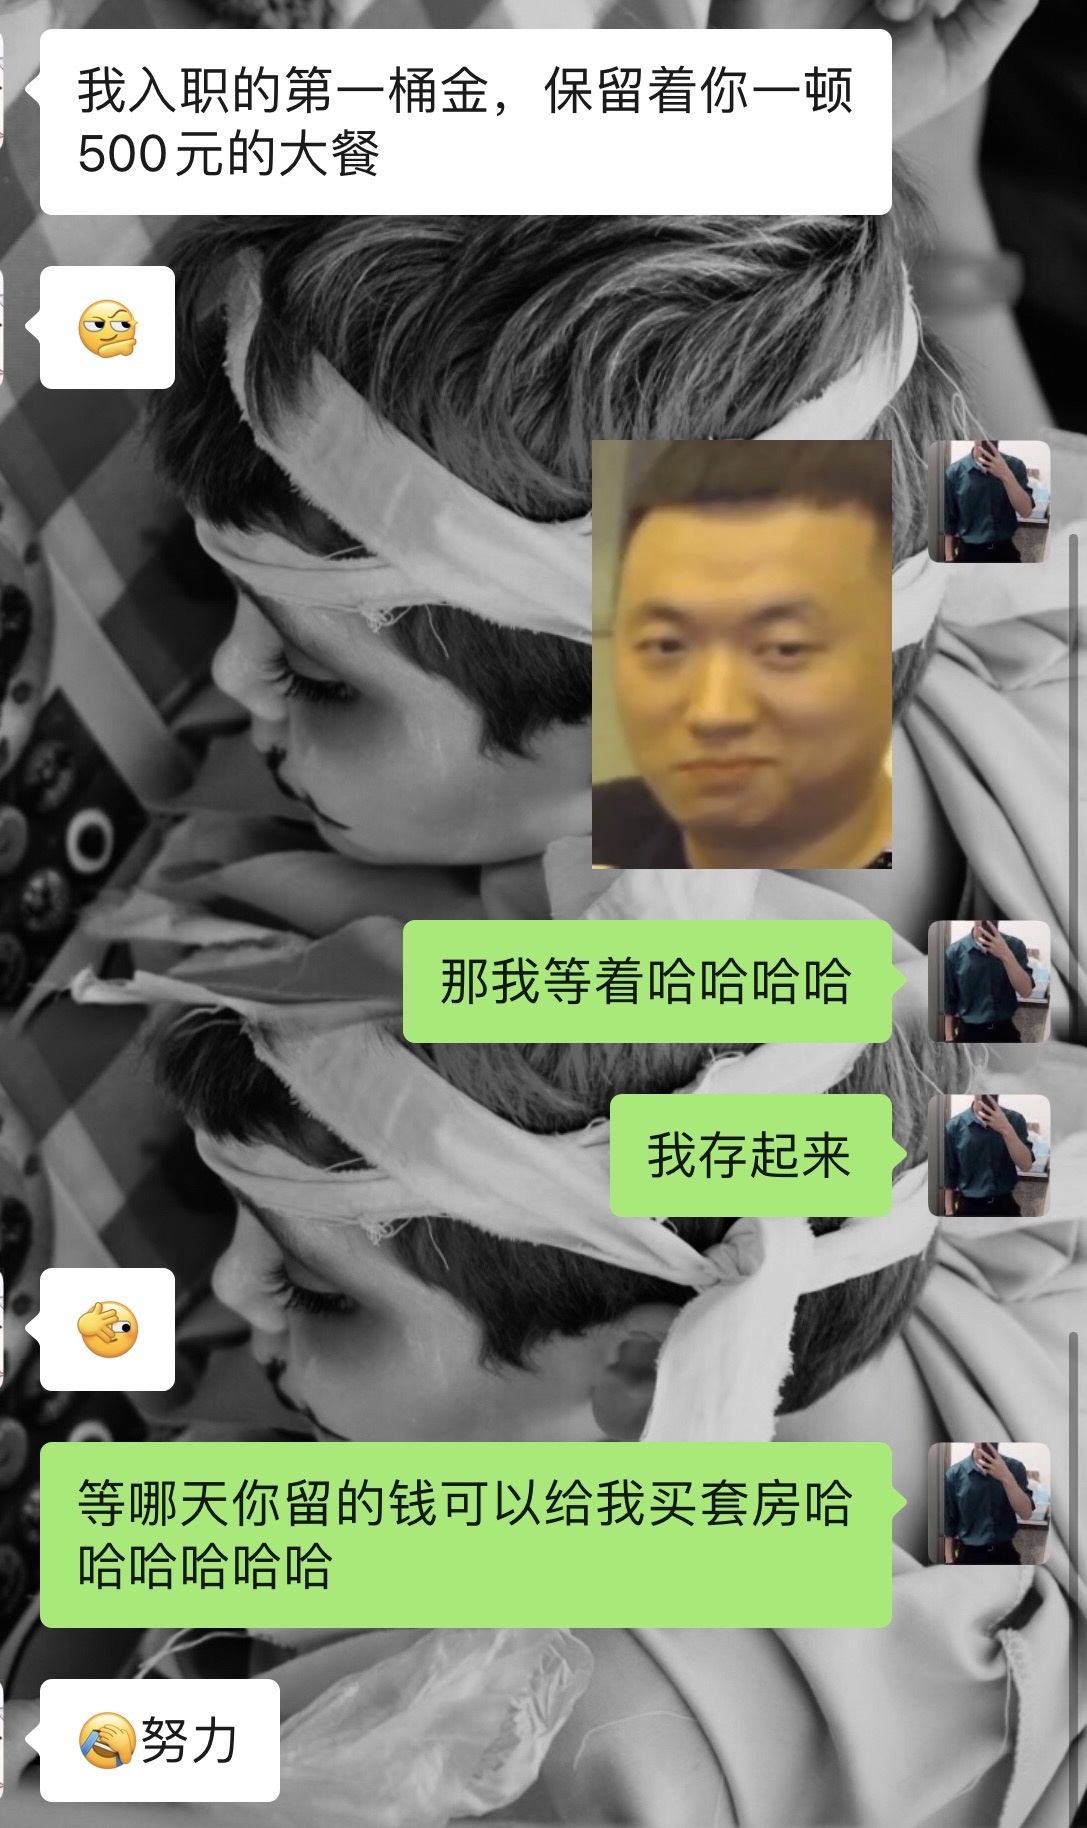 我入职的第一桶金，保留着你一顿
500元的大餐
那我等着哈哈哈哈
我存起来
等哪天你留的钱可以给我买套房哈
哈哈哈哈哈
努力